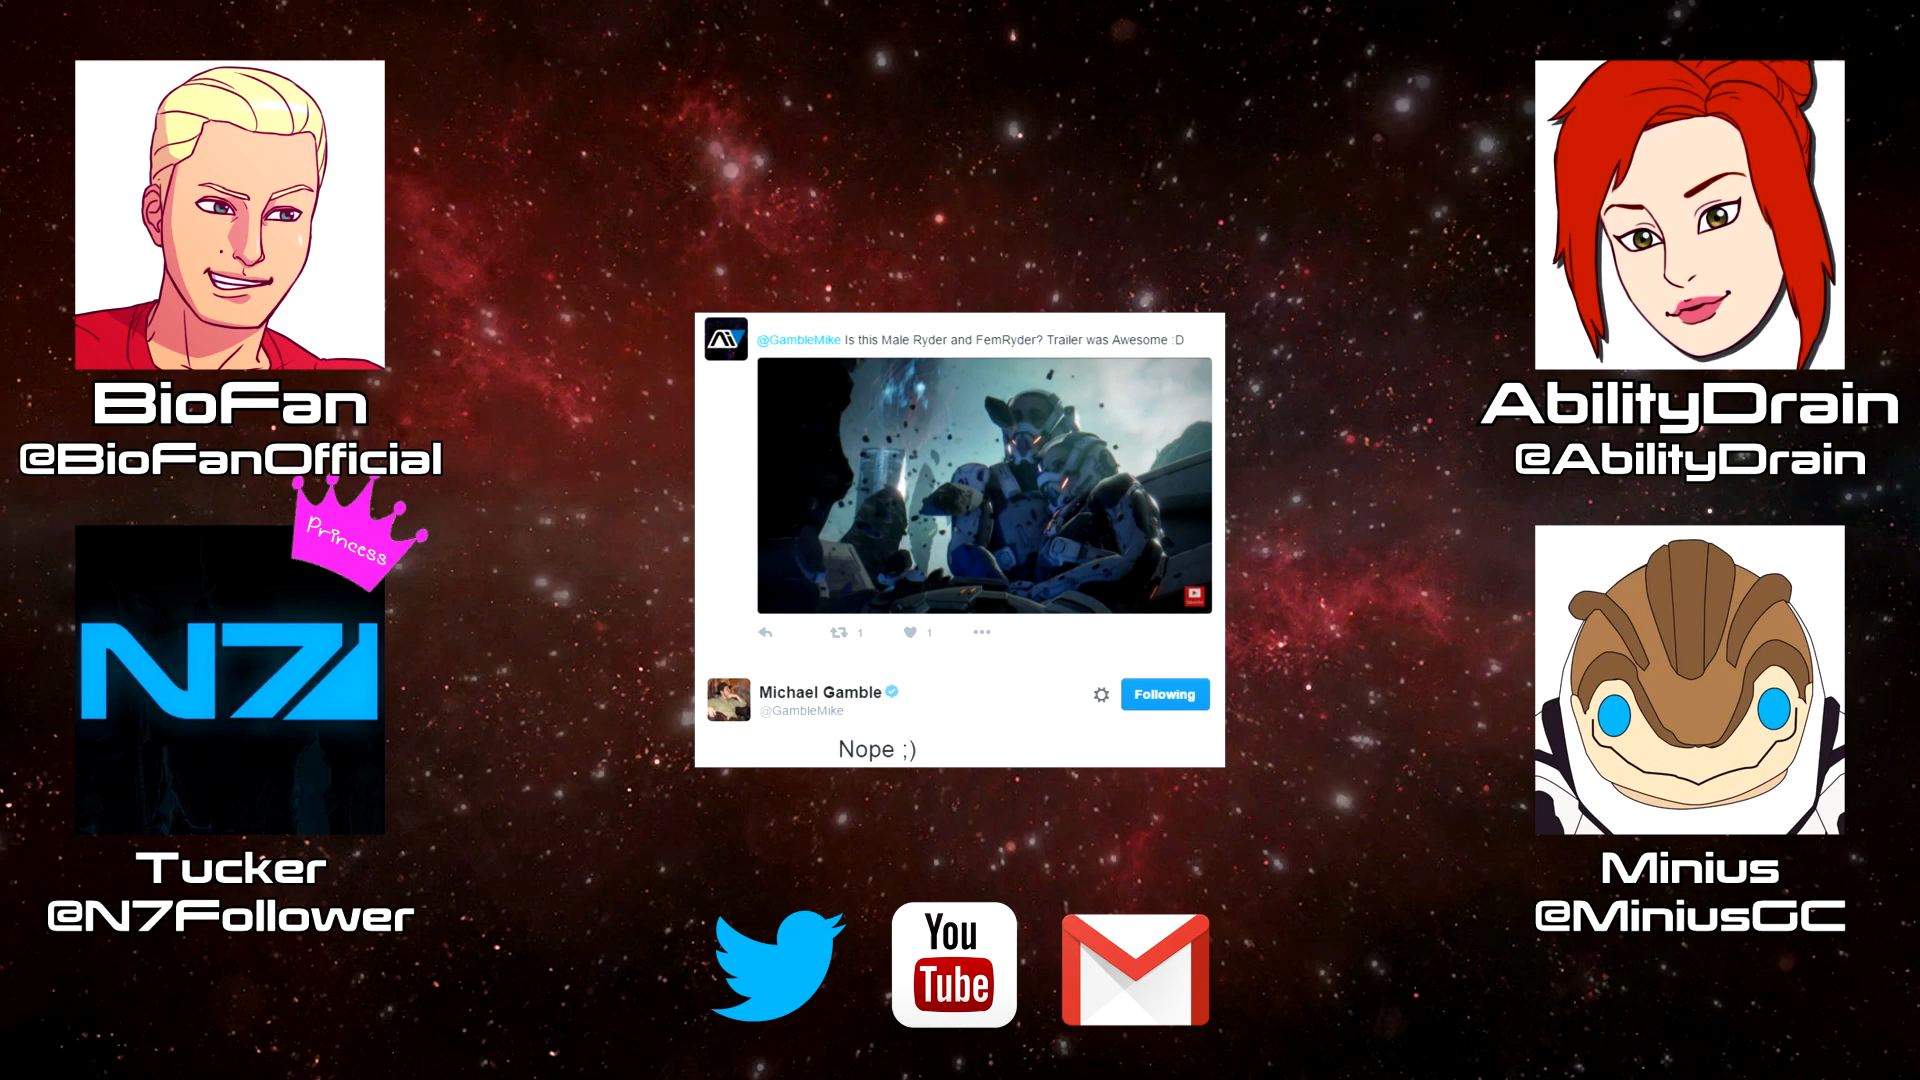 BioFan
@BioFanOfficial
Princess
N7
Tucker
@N7Follower
@GambleMike Is this Male Ryder and FemRyder? Trailer was Awesome :D
1 1
Michael Gamble
@GambleMike
Following
Nope ;)
You
Tube
AbilityDrain
@AbilityDrain
Minius
@MiniusGC